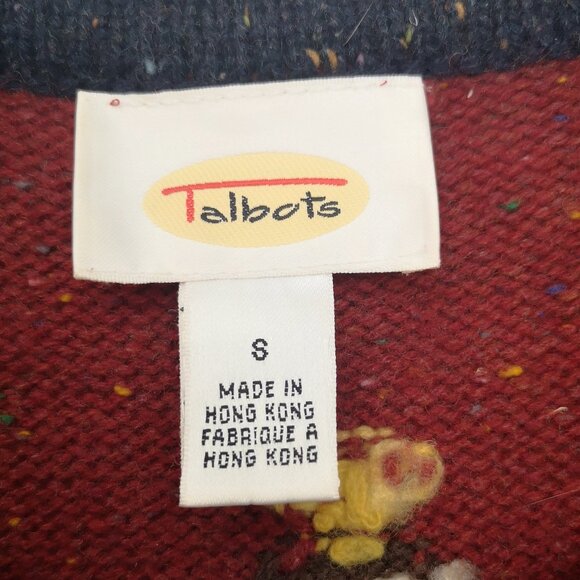 Talbots
S
MADE IN
HONG KONG
FABRIQUE A
HONG KONG